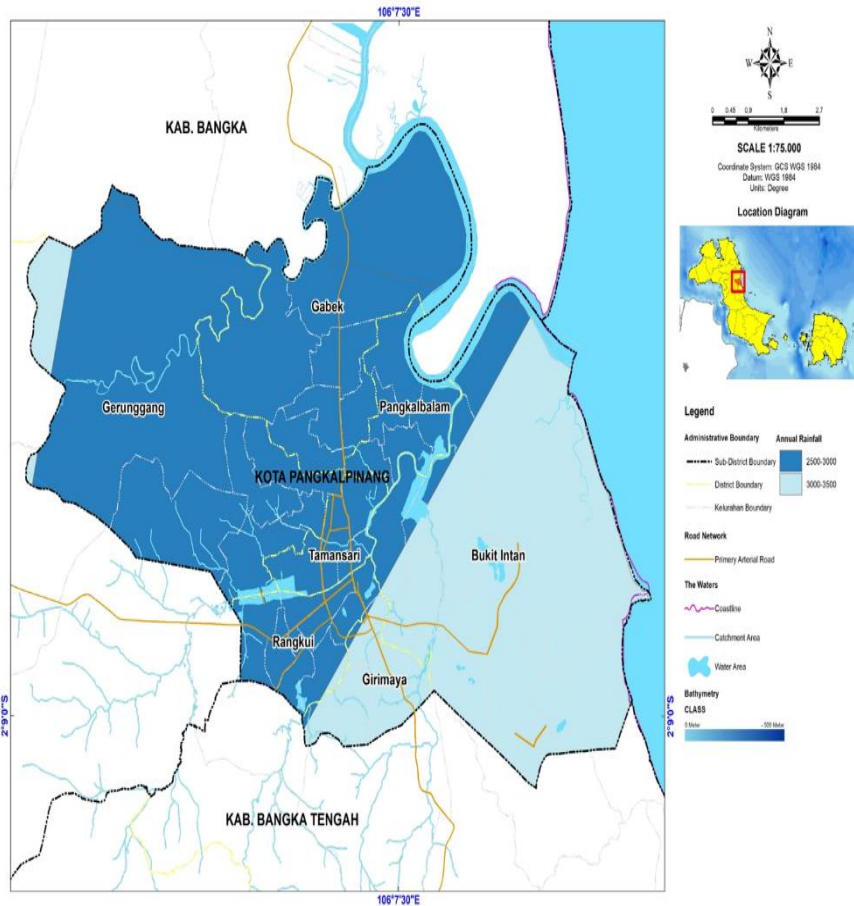 106°7'30"E
KAB. BANGKA
Gabek
Gerunggang
Pangkalbalam
KOTA PANGKALPINANG
Tamansari
Bukit Intan
Rangkui
Girimaya
2°9'0"S
2°9'0"S
KAB. BANGKA TENGAH
106°7'30"E
N
W E
S
0 0.45 0.9 1.8 2.7
Kilometers
SCALE 1:75.000
Coordinate System: GCS WGS 1984
Datum: WGS 1984
Units: Degree
Location Diagram
Legend
Administrative Boundary
Sub-District Boundary
District Boundary
Kelurahan Boundary
Annual Rainfall
2500-3000
3000-3500
Road Network
Primary Arterial Road
The Waters
Coastline
Catchment Area
Water Area
Bathymetry
CLASS
0 Meter